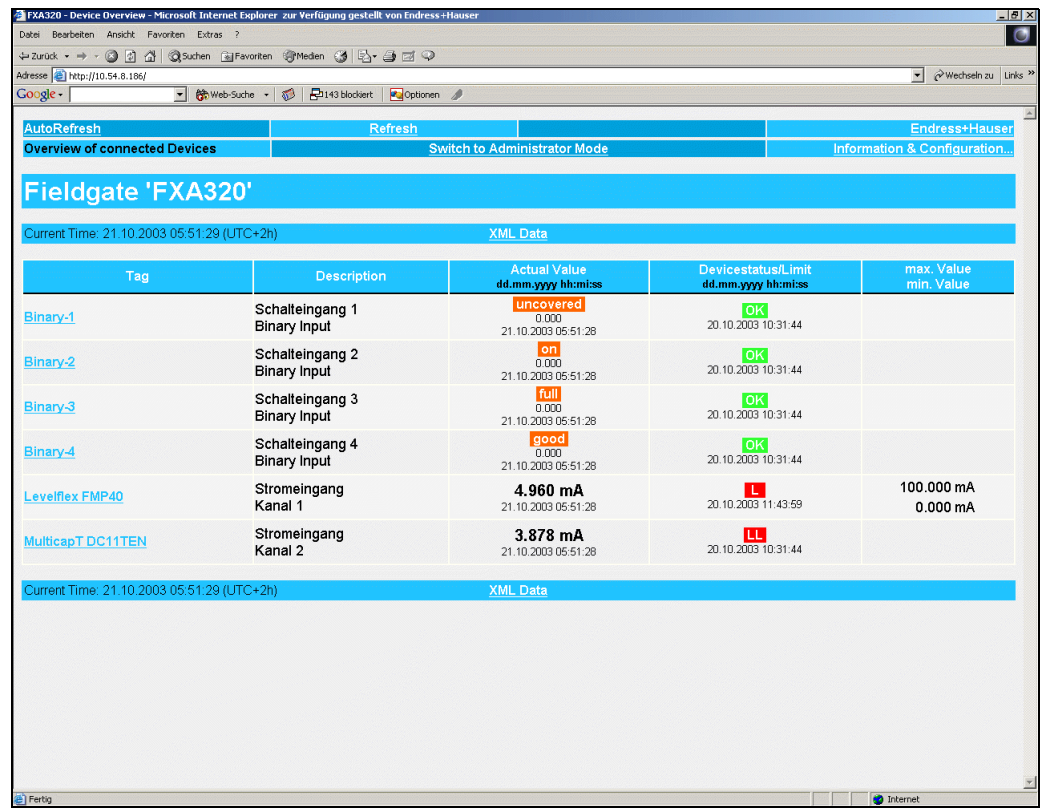 FXA320 - Device Overview - Microsoft Internet Explorer zur Verfügung gestellt von Endress+Hauser
Datei Bearbeiten Ansicht Favoriten Extras ?
Zurück Suchen Favoriten Medien
Adresse http://10.54.8.186/ Wechseln zu Links »
Google Web-Suche 143 blockiert Optionen
AutoRefresh Refresh Endress+Hauser
Overview of connected Devices Switch to Administrator Mode Information & Configuration...
Fieldgate 'FXA320'
Current Time: 21.10.2003 05:51:29 (UTC+2h) XML Data
Tag Description Actual Value Devicestatus/Limit max. Value
dd.mm.yyyy hh:mi:ss dd.mm.yyyy hh:mi:ss min. Value
Binary-1 Schalteingang 1 uncovered OK
Binary Input 0.000 20.10.2003 10:31:44
21.10.2003 05:51:28
Binary-2 Schalteingang 2 on OK
Binary Input 0.000 20.10.2003 10:31:44
21.10.2003 05:51:28
Binary-3 Schalteingang 3 full OK
Binary Input 0.000 20.10.2003 10:31:44
21.10.2003 05:51:28
Binary-4 Schalteingang 4 good OK
Binary Input 0.000 20.10.2003 10:31:44
21.10.2003 05:51:28
Levelflex FMP40 Stromeingang 4.960 mA L 100.000 mA
Kanal 1 21.10.2003 05:51:28 20.10.2003 11:43:59 0.000 mA
MulticapT DC11TEN Stromeingang 3.878 mA LL
Kanal 2 21.10.2003 05:51:28 20.10.2003 10:31:44
Current Time: 21.10.2003 05:51:29 (UTC+2h) XML Data
Fertig Internet